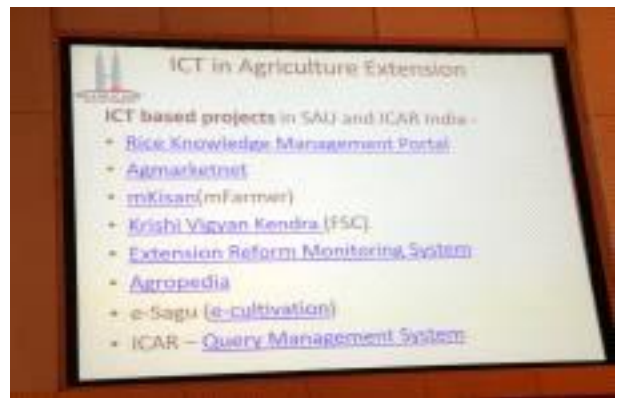 ICT in Agriculture Extension
ICT based projects in SAU and ICAR India -
• Rice Knowledge Management Portal
• Agmarketnet
• mKisan(mFarmer)
• Krishi Vigyan Kendra (FSC)
• Extension Reform Monitoring System
• Agropedia
• e-Sagu (e-cultivation)
• ICAR – Query Management System